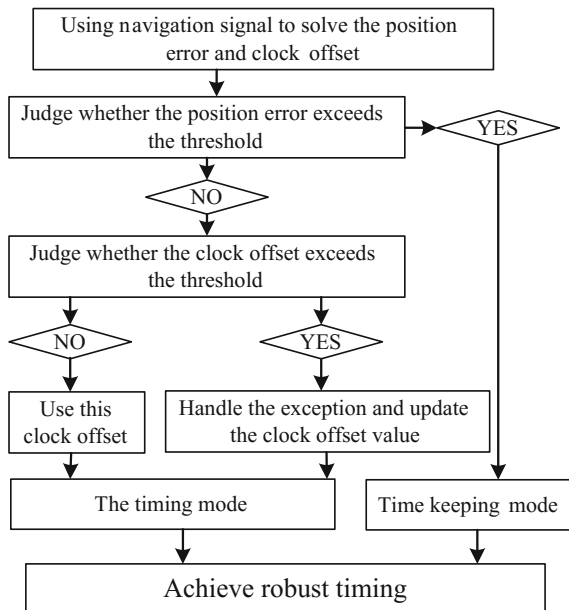 Using navigation signal to solve the position
error and clock offset
Judge whether the position error exceeds
the threshold
YES
NO
Judge whether the clock offset exceeds
the threshold
NO
YES
Use this
clock offset
Handle the exception and update
the clock offset value
The timing mode
Time keeping mode
Achieve robust timing